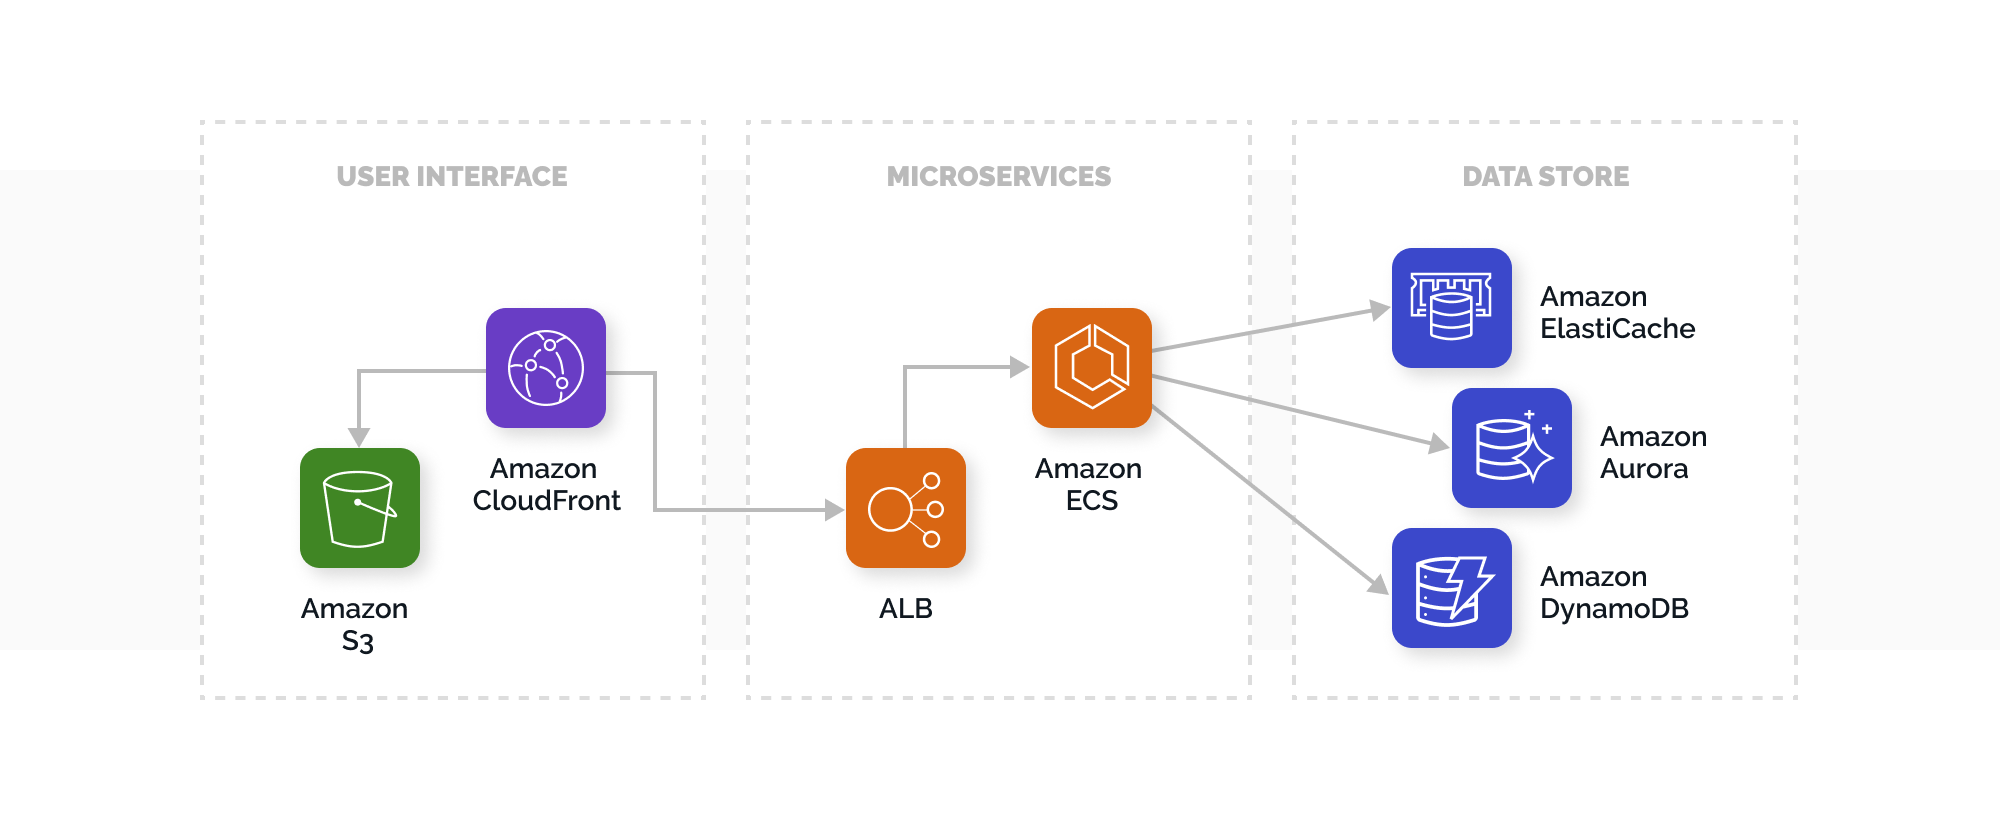 USER INTERFACE
Amazon
CloudFront
Amazon
S3
MICROSERVICES
Amazon
ECS
ALB
DATA STORE
Amazon
ElastiCache
Amazon
Aurora
Amazon
DynamoDB